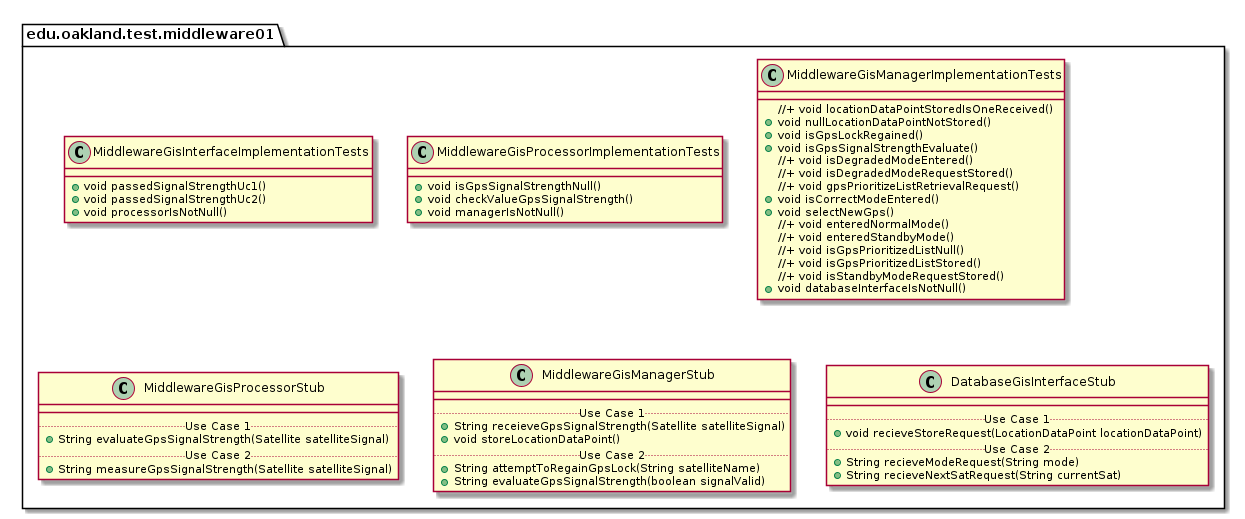 edu.oakland.test.middleware01
C MiddlewareGisInterfaceImplementationTests
void passedSignalStrengthUc1()
void passedSignalStrengthUc2()
void processorIsNotNull()
C MiddlewareGisProcessorImplementationTests
void isGpsSignalStrengthNull()
void checkValueGpsSignalStrength()
void managerIsNotNull()
C MiddlewareGisManagerImplementationTests
//+ void locationDataPointStoredIsOneReceived()
void nullLocationDataPointNotStored()
void isGpsLockRegained()
void isGpsSignalStrengthEvaluate()
//+ void isDegradedModeEntered()
//+ void isDegradedModeRequestStored()
//+ void gpsPrioritizeListRetrievalRequest()
void isCorrectModeEntered()
void selectNewGps()
//+ void enteredNormalMode()
//+ void enteredStandbyMode()
//+ void isGpsPrioritizedListNull()
//+ void isGpsPrioritizedListStored()
//+ void isStandbyModeRequestStored()
void databaseInterfaceIsNotNull()
C MiddlewareGisProcessorStub
Use Case 1
String evaluateGpsSignalStrength(Satellite satelliteSignal)
Use Case 2
String measureGpsSignalStrength(Satellite satelliteSignal)
C MiddlewareGisManagerStub
Use Case 1
String receieveGpsSignalStrength(Satellite satelliteSignal)
void storeLocationDataPoint()
Use Case 2
String attemptToRegainGpsLock(String satelliteName)
String evaluateGpsSignalStrength(boolean signalValid)
C DatabaseGisInterfaceStub
Use Case 1
void recieveStoreRequest(LocationDataPoint locationDataPoint)
Use Case 2
String recieveModeRequest(String mode)
String recieveNextSatRequest(String currentSat)